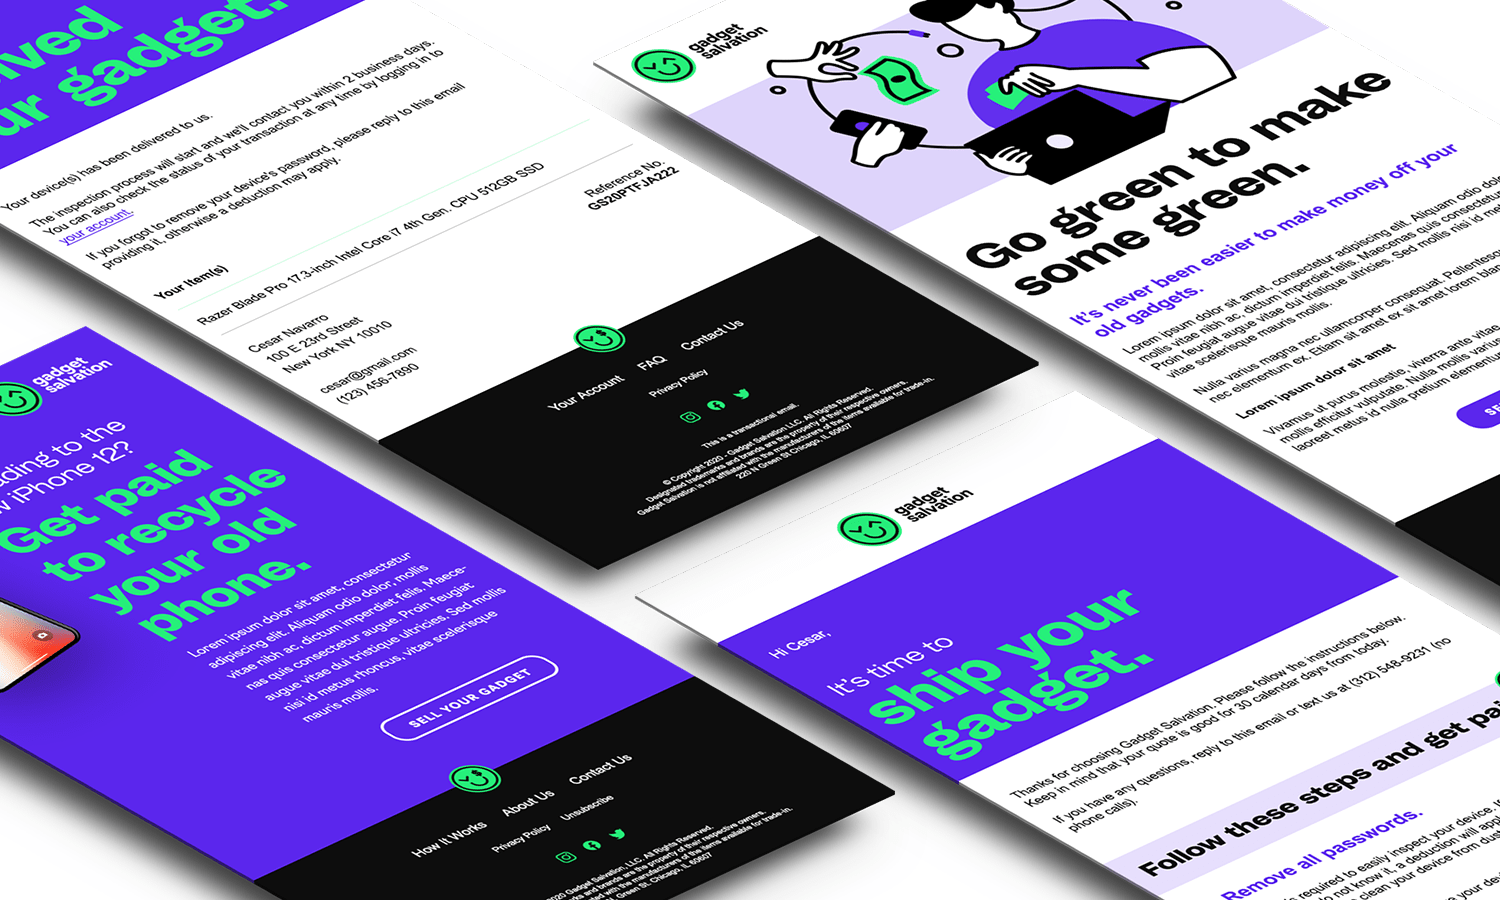 ived
ur gadget.
Your device(s) has been delivered to us.
The inspection process will start and we'll contact you within 2 business days.
You can also check the status of your transaction at any time by logging in to
your account.
If you forgot to remove your device's password, please reply to this email
providing it, otherwise a deduction may apply.
Your Item(s)
Razer Blade Pro 17.3-inch Intel Core i7 4th Gen. CPU 512GB SSD
Reference No.
GS20PTFJA222
Cesar Navarro
100 E 23rd Street
New York NY 10010
cesar@gmail.com
(123) 456-7890
Your Account
FAQ
Contact Us
Privacy Policy
This is a transactional email.
© Copyright 2020 - Gadget Salvation LLC. All Rights Reserved.
Designated trademarks and brands are the property of their respective owners.
Gadget Salvation is not affiliated with the manufacturers of the items available for trade-in.
220 N Green St Chicago, IL 60607
gadget
salvation
Go green to make
some green.
It's never been easier to make money off your
old gadgets.
Lorem ipsum dolor sit amet, consectetur adipiscing elit. Aliquam odio dolo
mollis vitae nibh ac, dictum imperdiet felis. Maecenas quis consectetur
Proin feugiat augue vitae dui tristique ultricies. Sed mollis nisi id met
vitae scelerisque mauris mollis.
Nulla varius magna nec ullamcorper consequat. Pellentesq
nec elementum ex. Etiam sit amet ex sit amet lorem blan
Lorem ipsum dolor sit amet
Vivamus ut purus molestie, viverra ante vitae
mollis efficitur vulputate. Nulla mollis varius
laoreet metus id nulla pretium elementum
SE
gadget
salvation
ading to the
w iPhone 12?
Get paid
to recycle
your old
phone.
Lorem ipsum dolor sit amet, consectetur
adipiscing elit. Aliquam odio dolor, mollis
vitae nibh ac, dictum imperdiet felis. Maece-
nas quis consectetur augue. Proin feugiat
augue vitae dui tristique ultricies. Sed mollis
nisi id metus rhoncus, vitae scelerisque
mauris mollis.
SELL YOUR GADGET
How It Works
About Us
Contact Us
Privacy Policy
Unsubscribe
2020 Gadget Salvation, LLC. All Rights Reserved.
ks and brands are the property of their respective owners.
ated with the manufacturers of the items available for trade-in.
N. Green St. Chicago, IL 60607
gadget
salvation
Hi Cesar,
It's time to
ship your
gadget.
Thanks for choosing Gadget Salvation. Please follow the instructions below.
Keep in mind that your quote is good for 30 calendar days from today.
If you have any questions, reply to this email or text us at (312) 548-9231 (no
phone calls).
Follow these steps and get pai
Remove all passwords.
's required to easily inspect your device. I
do not know it, a deduction will appl
clean your device from dus
your de